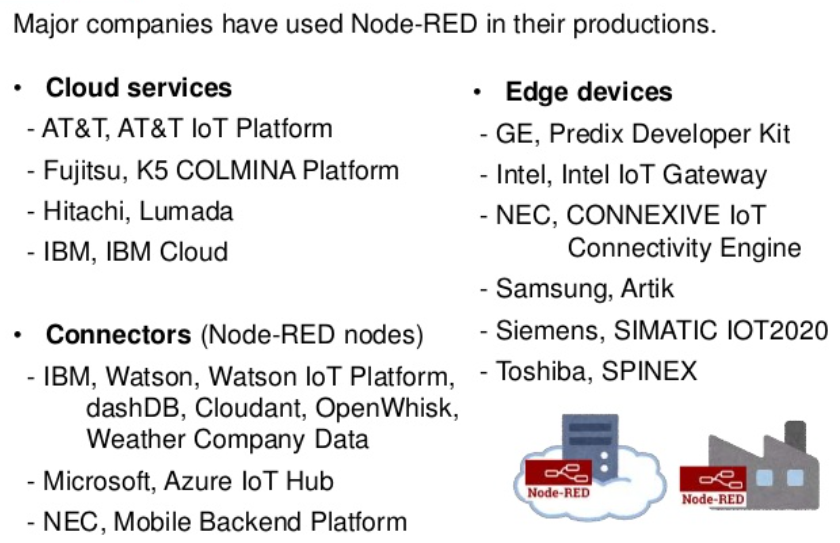 Major companies have used Node-RED in their productions.
• Cloud services
- AT&T, AT&T IoT Platform
- Fujitsu, K5 COLMINA Platform
- Hitachi, Lumada
- IBM, IBM Cloud
• Connectors (Node-RED nodes)
- IBM, Watson, Watson IoT Platform,
dashDB, Cloudant, OpenWhisk,
Weather Company Data
- Microsoft, Azure IoT Hub
- NEC, Mobile Backend Platform
• Edge devices
- GE, Predix Developer Kit
- Intel, Intel IoT Gateway
- NEC, CONNEXIVE IoT
Connectivity Engine
- Samsung, Artik
- Siemens, SIMATIC IOT2020
- Toshiba, SPINEX
Node-RED
Node-RED